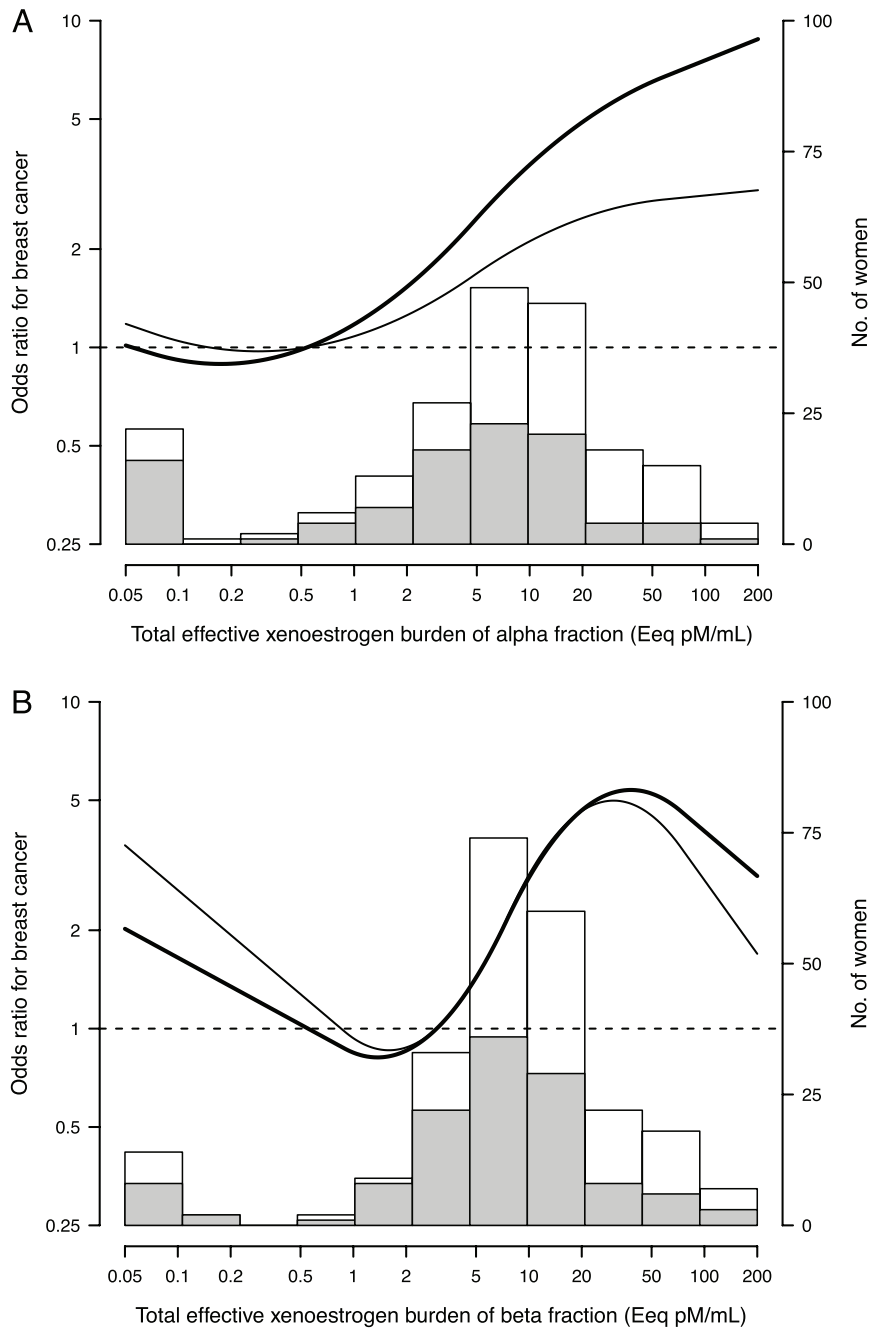 A
10
5
2
1
0.5
0.25
Odds ratio for breast cancer
100
75
50
25
0
No. of women
0.05 0.1 0.2 0.5 1 2 5 10 20 50 100 200
Total effective xenoestrogen burden of alpha fraction (Eeq pM/mL)
B
10
5
2
1
0.5
0.25
Odds ratio for breast cancer
100
75
50
25
0
No. of women
0.05 0.1 0.2 0.5 1 2 5 10 20 50 100 200
Total effective xenoestrogen burden of beta fraction (Eeq pM/mL)